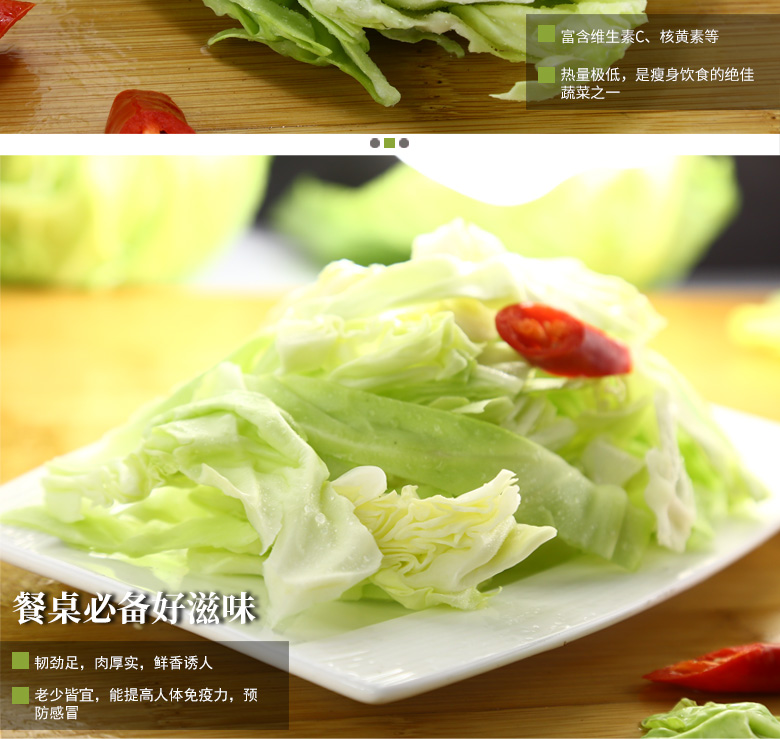 富含维生素C、核黄素等
热量极低，是瘦身饮食的绝佳
蔬菜之一
餐桌必备好滋味
韧劲足，肉厚实，鲜香诱人
老少皆宜，能提高人体免疫力，预
防感冒